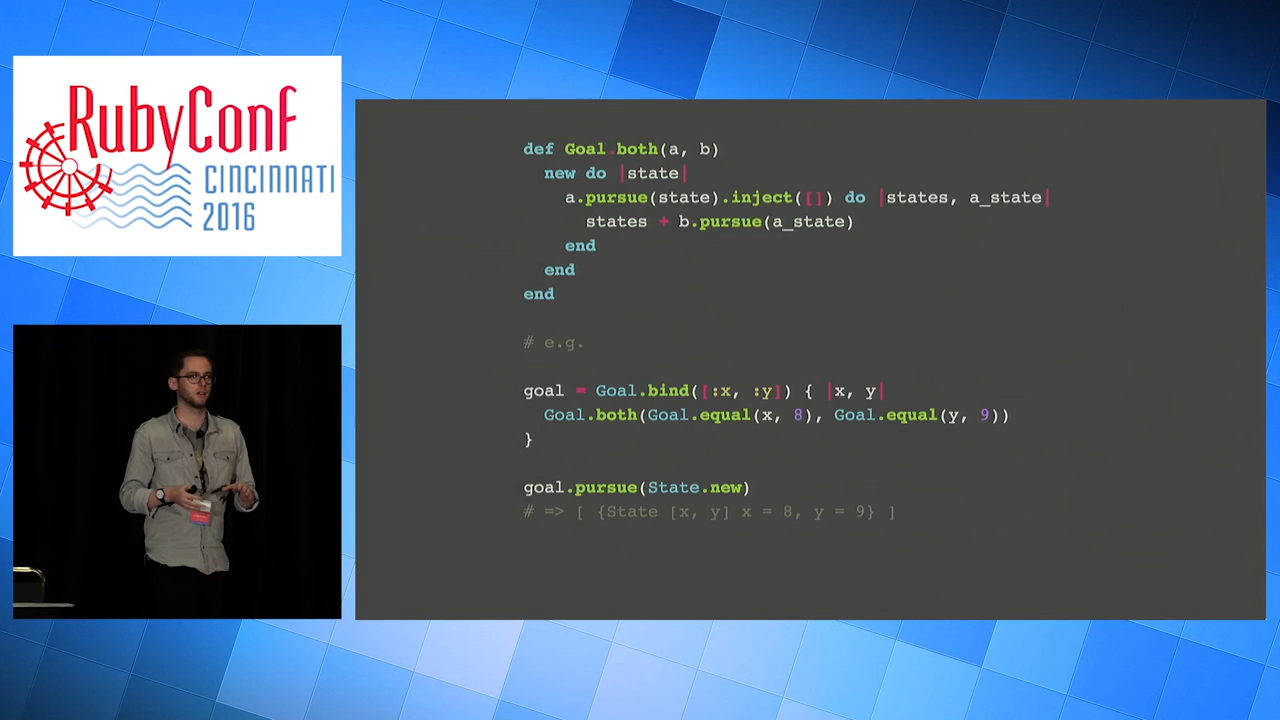 RubyConf
CINCINNATI
2016
def Goal.both(a, b)
  new do |state|
    a.pursue(state).inject([]) do |states, a_state|
      states + b.pursue(a_state)
    end
  end
end
# e.g.
goal = Goal.bind([:x, :y]) { |x, y|
  Goal.both(Goal.equal(x, 8), Goal.equal(y, 9))
}
goal.pursue(State.new)
# => [ {State [x, y] x = 8, y = 9} ]